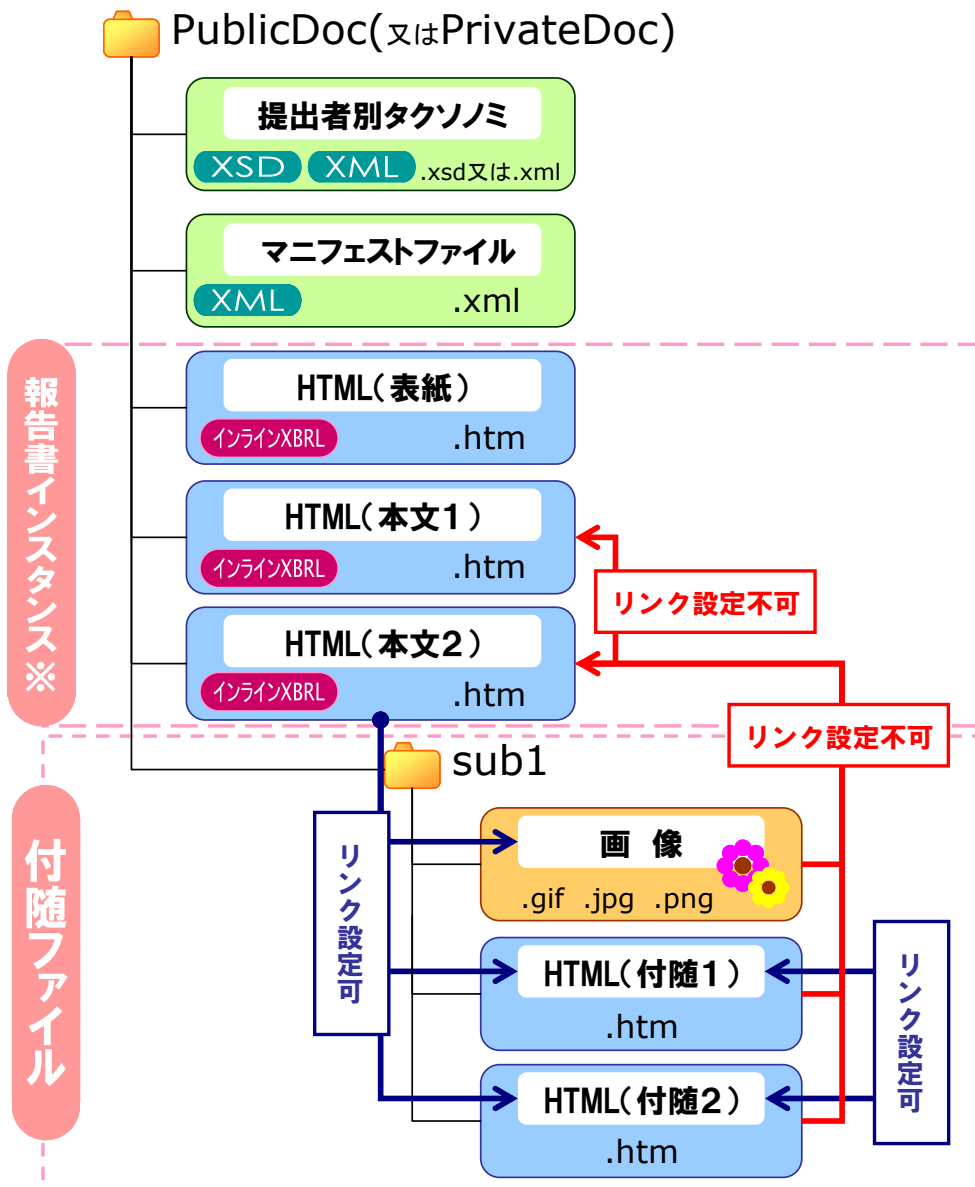 PublicDoc(又はPrivateDoc)
提出者別タクソノミ
XSD XML .xsd又は.xml
マニフェストファイル
XML .xml
報告書インスタンス※
HTML(表紙)
インラインXBRL .htm
HTML(本文1)
インラインXBRL .htm
リンク設定不可
HTML(本文2)
インラインXBRL .htm
リンク設定不可
付随ファイル
sub1
リンク設定可
画 像
.gif .jpg .png
HTML(付随1)
.htm
リンク設定可
HTML(付随2)
.htm